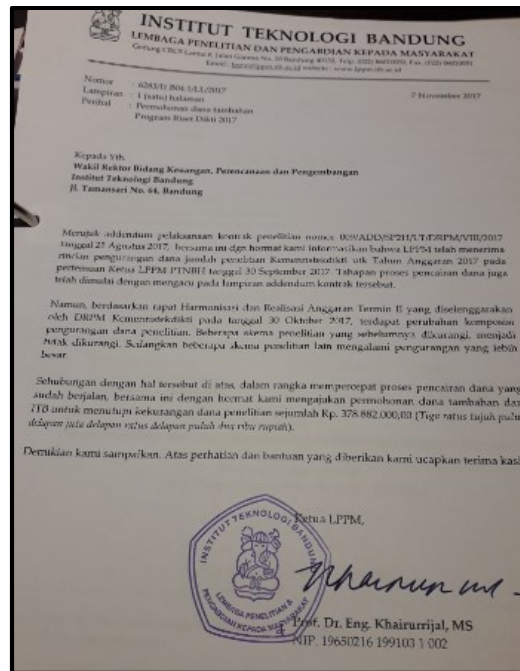 INSTITUT TEKNOLOGI BANDUNG
LEMBAGA PENELITIAN DAN PENGABDIAN KEPADA MASYARAKAT
Nomor : 6283/I1.B04.1/LL/2017
7 November 2017
Lampiran : 1 (satu) halaman
Perihal : Permohonan dana tambahan
Program Riset Dikti 2017
Kepada Yth.
Wakil Rektor Bidang Keuangan, Perencanaan dan Pengembangan
Institut Teknologi Bandung
Jl. Tamansari No. 64, Bandung
Merujuk addendum pelaksanaan kontrak penelitian nomor 009/ADD/SP2H/LT/DRPM/VIII/2017
tanggal 21 Agustus 2017, bersama ini dgn hormat kami informasikan bahwa LPPM telah menerima
rincian pengurangan dana jumlah penelitian Kemenristekdikti utk Tahun Anggaran 2017 pada
pertemuan Ketua LPPM PTNBH tanggal 30 September 2017. Tahapan proses pencairan dana juga
telah dimulai dengan mengacu pada lampiran addendum kontrak tersebut.
Namun, berdasarkan rapat Harmonisasi dan Realisasi Anggaran Termin II yang diselenggarakan
oleh DRPM Kemenristekdikti pada tanggal 30 Oktober 2017, terdapat perubahan komposisi
pengurangan dana penelitian. Beberapa skema penelitian yang sebelumnya dikurangi, menjadi
tidak dikurangi. Sedangkan beberapa skema penelitian lain mengalami pengurangan yang lebih
besar.
Sehubungan dengan hal tersebut di atas, dalam rangka mempercepat proses pencairan dana yang
sudah berjalan, bersama ini dengan hormat kami mengajukan permohonan dana tambahan dar
ITB untuk menutupi kekurangan dana penelitian sejumlah Rp. 378.882.000,00 (Tiga ratus tujuh pulu
delapan juta delapan ratus delapan puluh dua ribu rupiah).
Demikian kami sampaikan. Atas perhatian dan bantuan yang diberikan kami ucapkan terima kasi
Ketua LPPM,
INSTITUT TEKNOLOGI BANDUNG
LEMBAGA PENELITIAN & PENGABDIAN KEPADA MASYARAKAT
Prof. Dr. Eng. Khairurrijal, MS
NIP. 19650216 199103 1 002